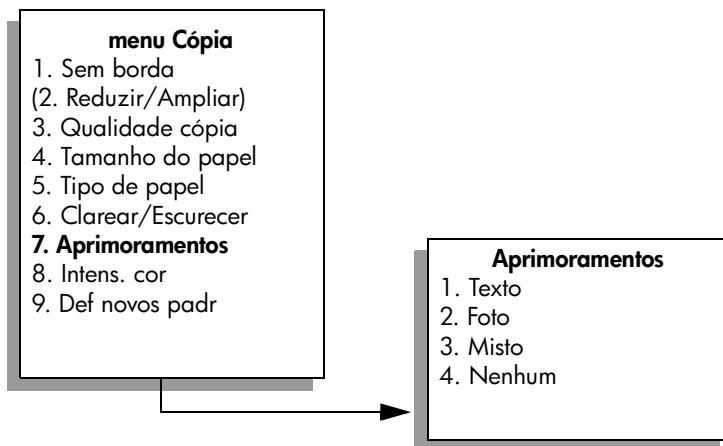 menu Cópia
1. Sem borda
(2. Reduzir/Ampliar)
3. Qualidade cópia
4. Tamanho do papel
5. Tipo de papel
6. Clarear/Escurecer
7. Aprimoramentos
8. Intens. cor
9. Def novos padr
Aprimoramentos
1. Texto
2. Foto
3. Misto
4. Nenhum